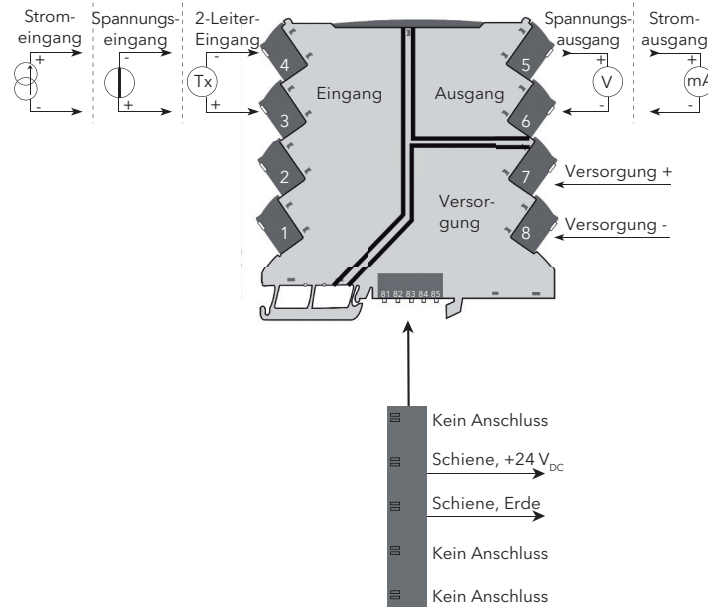 Strom-
eingang
Spannungs-
eingang
2-Leiter-
Eingang
Spannungs-
ausgang
Strom-
ausgang
+
-
-
+
-
+
Tx
4
3
2
1
Eingang
Ausgang
Versor-
gung
5
6
7
8
+
-
V
+
-
mA
Versorgung +
Versorgung -
81 82 83 84 85
Kein Anschluss
Schiene, +24 VDC
Schiene, Erde
Kein Anschluss
Kein Anschluss